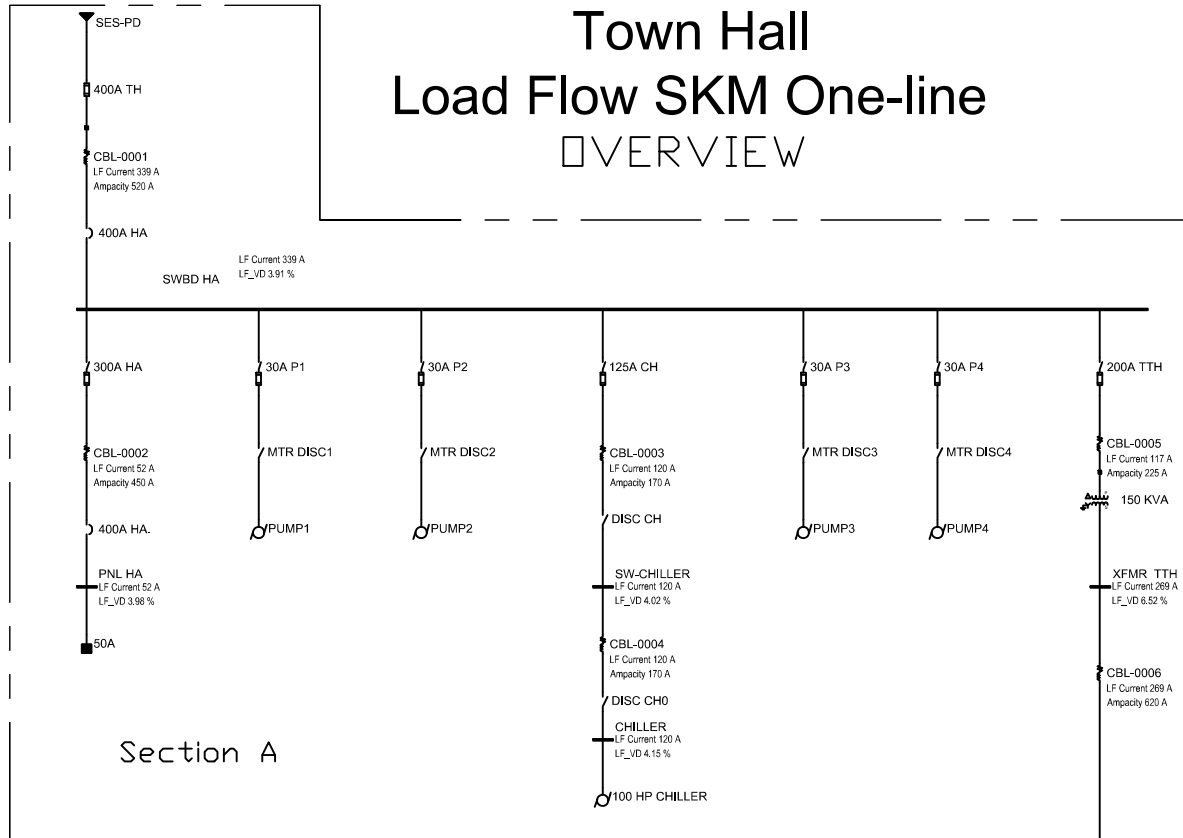 Town Hall
Load Flow SKM One-line
OVERVIEW
SES-PD
400A TH
CBL-0001
LF Current 339 A
Ampacity 520 A
400A HA
SWBD HA
LF Current 339 A
LF_VD 3.91 %
300A HA
30A P1
30A P2
125A CH
30A P3
30A P4
200A TTH
CBL-0002
LF Current 52 A
Ampacity 450 A
MTR DISC1
MTR DISC2
CBL-0003
LF Current 120 A
Ampacity 170 A
MTR DISC3
MTR DISC4
CBL-0005
LF Current 117 A
Ampacity 225 A
150 KVA
400A HA.
PUMP1
PUMP2
DISC CH
PUMP3
PUMP4
PNL HA
LF Current 52 A
LF_VD 3.98 %
SW-CHILLER
LF Current 120 A
LF_VD 4.02 %
XFMR TTH
LF Current 269 A
LF_VD 6.52 %
50A
CBL-0004
LF Current 120 A
Ampacity 170 A
CBL-0006
LF Current 269 A
Ampacity 620 A
DISC CH0
CHILLER
LF Current 120 A
LF_VD 4.15 %
100 HP CHILLER
Section A